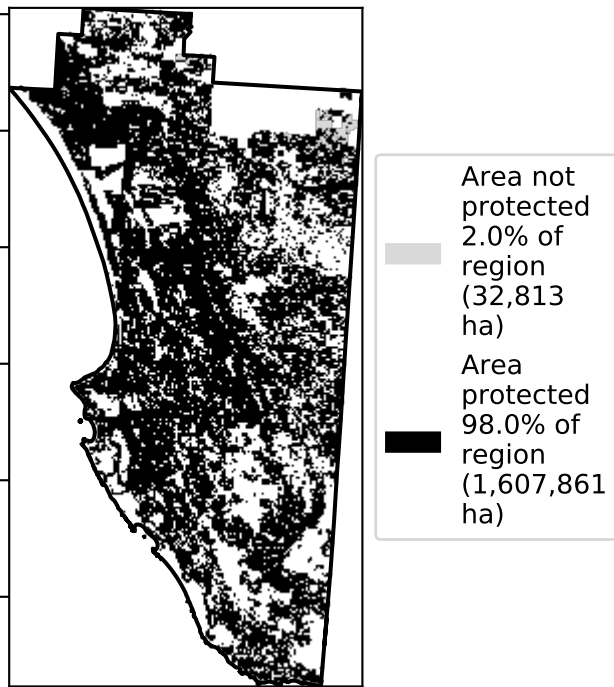 Area not
protected
2.0% of
region
(32,813
ha)
Area
protected
98.0% of
region
(1,607,861
ha)